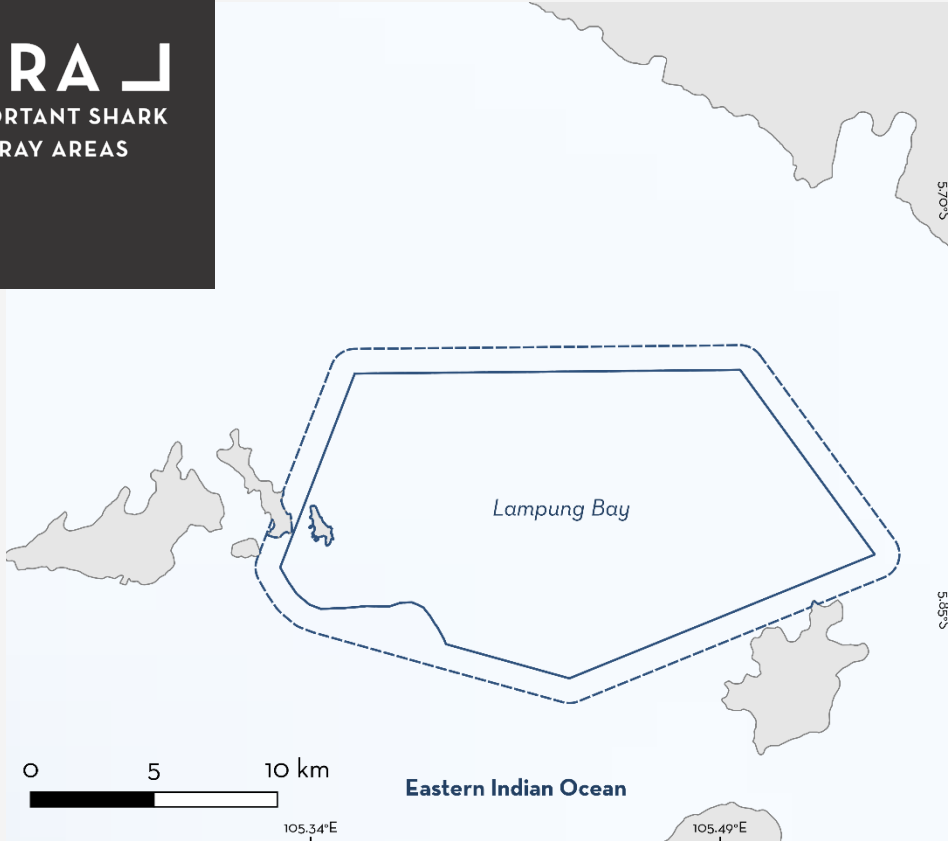 RA
ORTANT SHARK
RAY AREAS
5.70°S
Lampung Bay
5.85°S
0 5 10 km
Eastern Indian Ocean
105.34°E 105.49°E